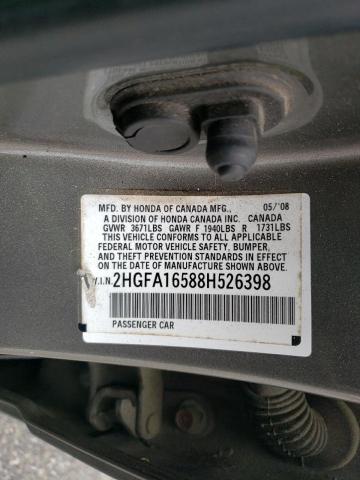 MFD. BY HONDA OF CANADA MFG., 05/'08
A DIVISION OF HONDA CANADA INC. CANADA
GVWR 3671LBS GAWR F 1940LBS R 1731LBS
THIS VEHICLE CONFORMS TO ALL APPLICABLE
FEDERAL MOTOR VEHICLE SAFETY, BUMPER,
AND THEFT PREVENTION STANDARDS IN EFFECT
ON THE DATE OF MANUFACTURE SHOWN ABOVE.
V.I.N. 2HGFA16588H526398
PASSENGER CAR